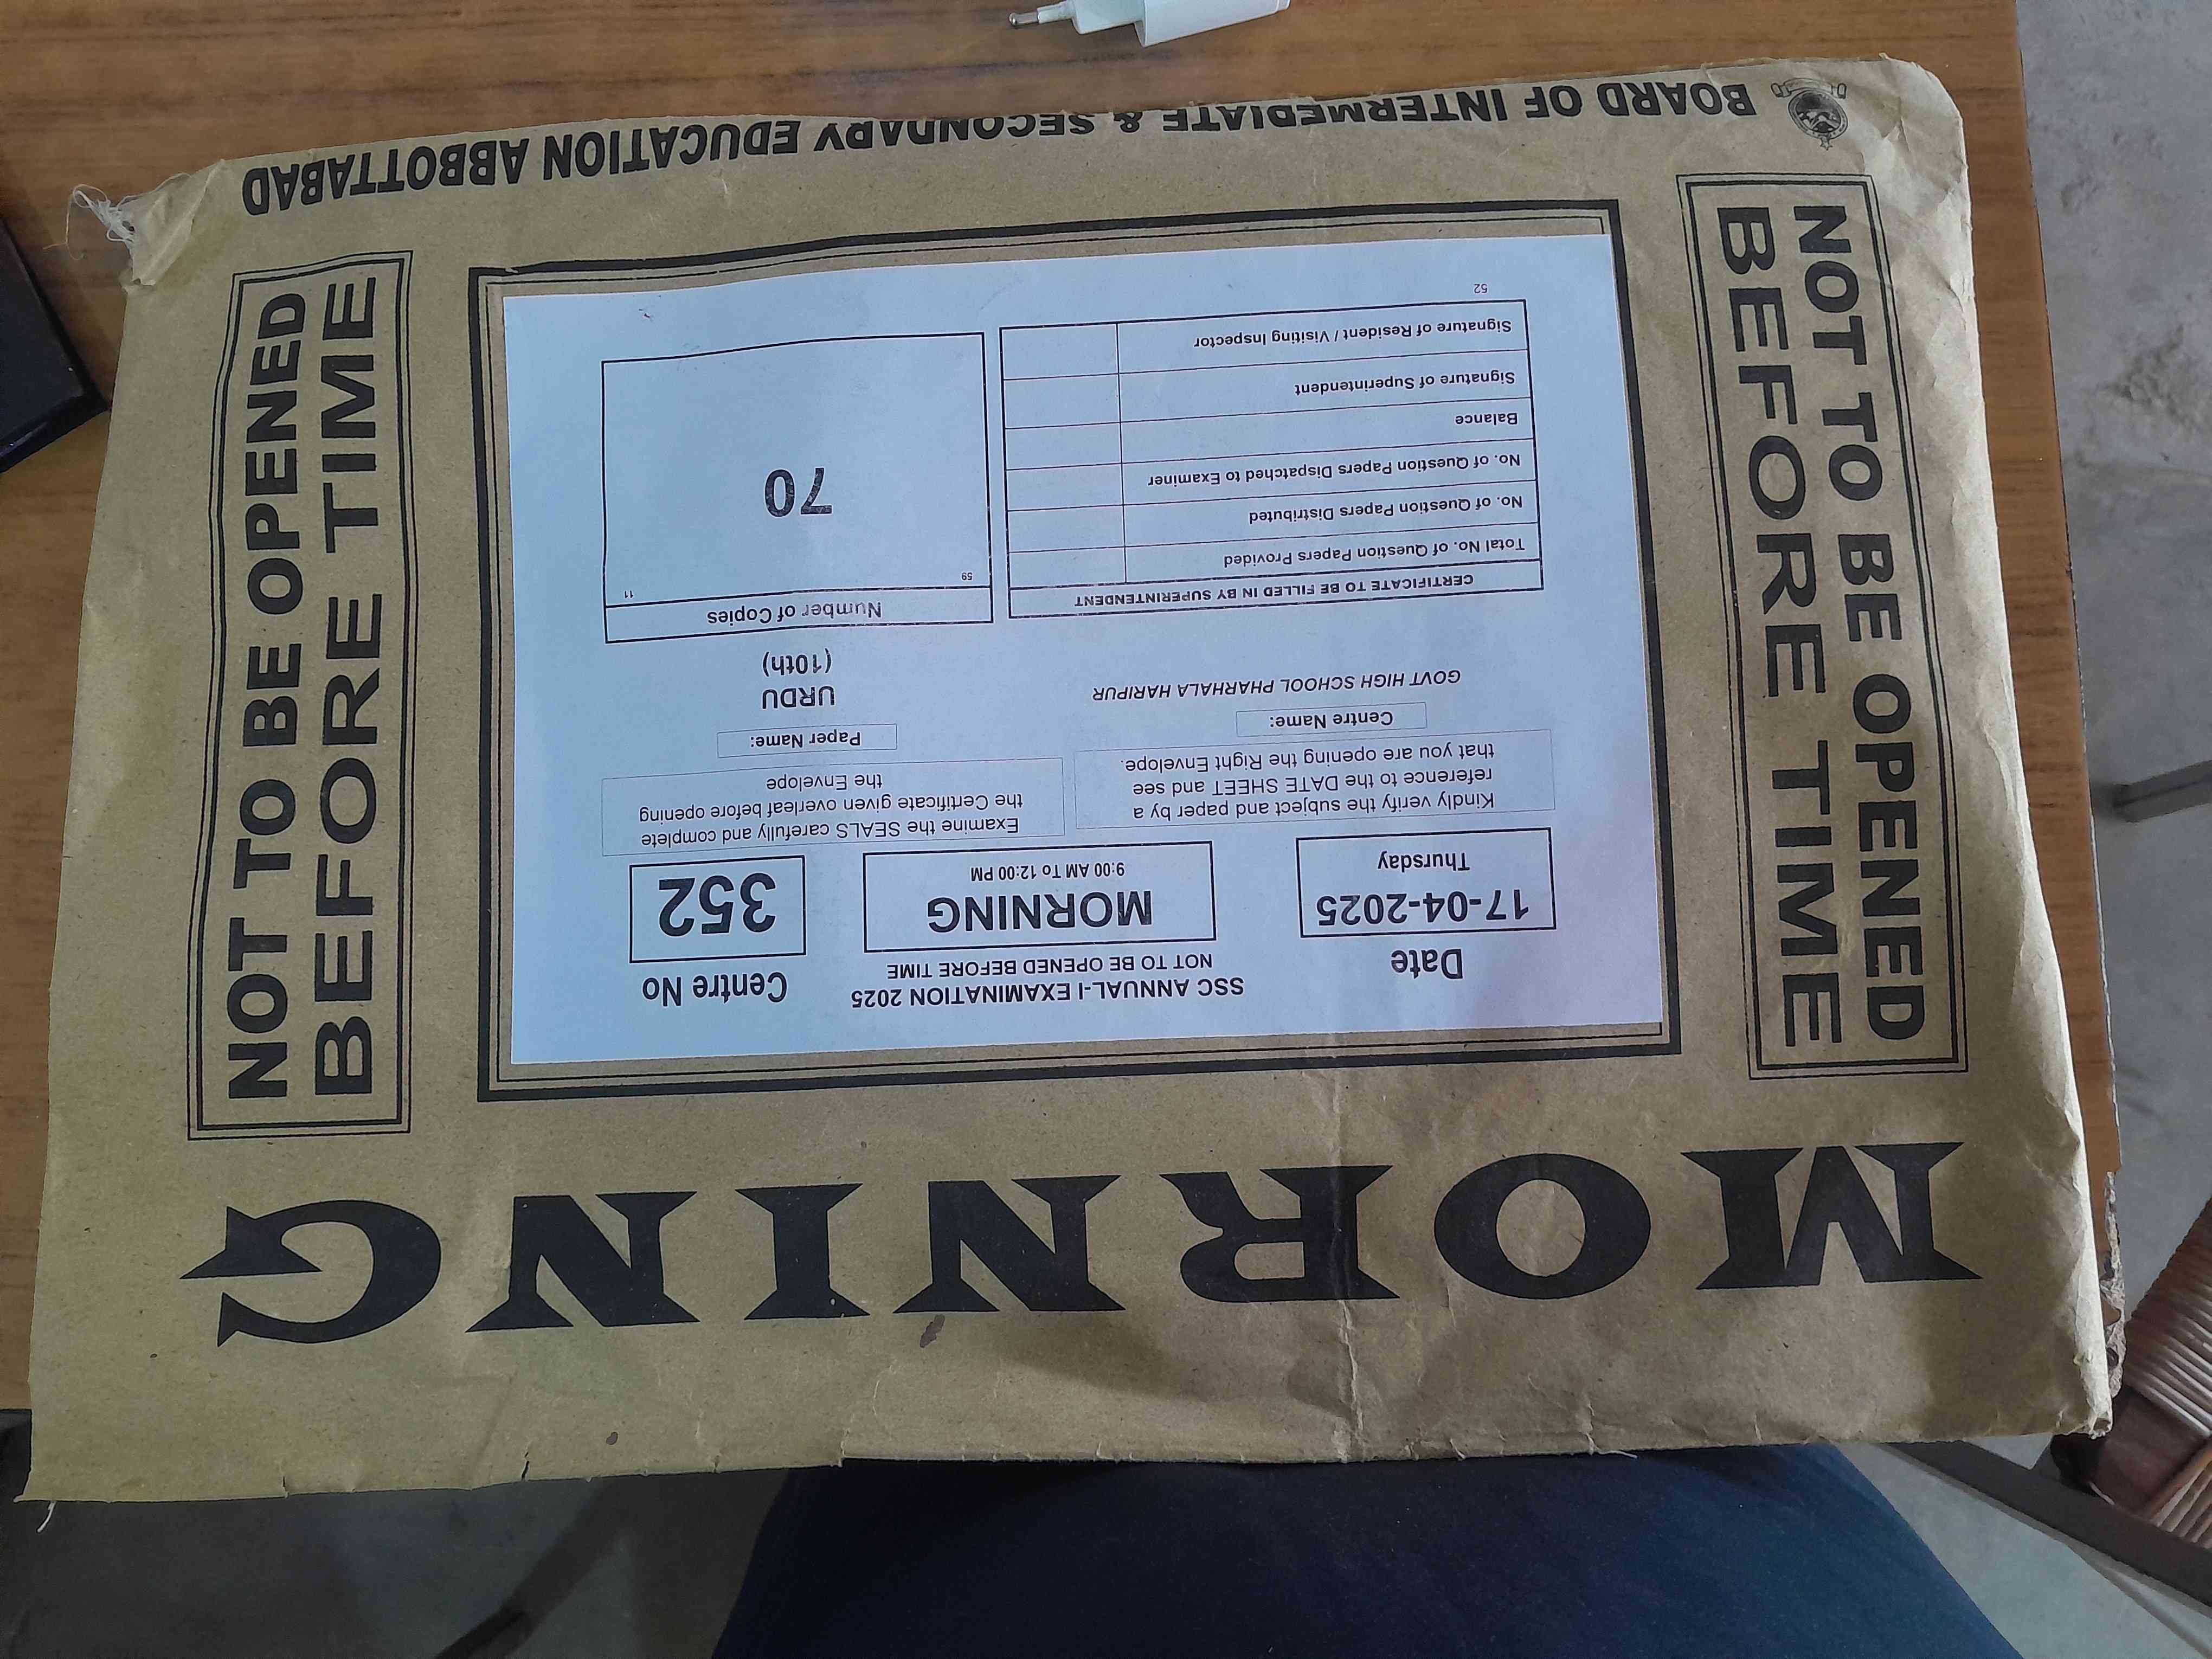 MORNING
NOT TO BE OPENED
BEFORE TIME
SSC ANNUAL-I EXAMINATION 2025
NOT TO BE OPENED BEFORE TIME
Date
17-04-2025
Thursday
MORNING
9:00 AM To 12:00 PM
Centre No
352
Kindly verify the subject and paper by a
reference to the DATE SHEET and see
that you are opening the Right Envelope.
Examine the SEALS carefully and complete
the Certificate given overleaf before opening
the Envelope
Centre Name:
GOVT HIGH SCHOOL PHARHALA HARIPUR
Paper Name:
URDU
(10th)
CERTIFICATE TO BE FILLED IN BY SUPERINTENDENT
Total No. of Question Papers Provided
No. of Question Papers Distributed
No. of Question Papers Dispatched to Examiner
Balance
Signature of Superintendent
Signature of Resident / Visiting Inspector
52
Number of Copies
59
11
70
NOT TO BE OPENED
BEFORE TIME
BOARD OF INTERMEDIATE & SECONDARY EDUCATION ABBOTTABAD